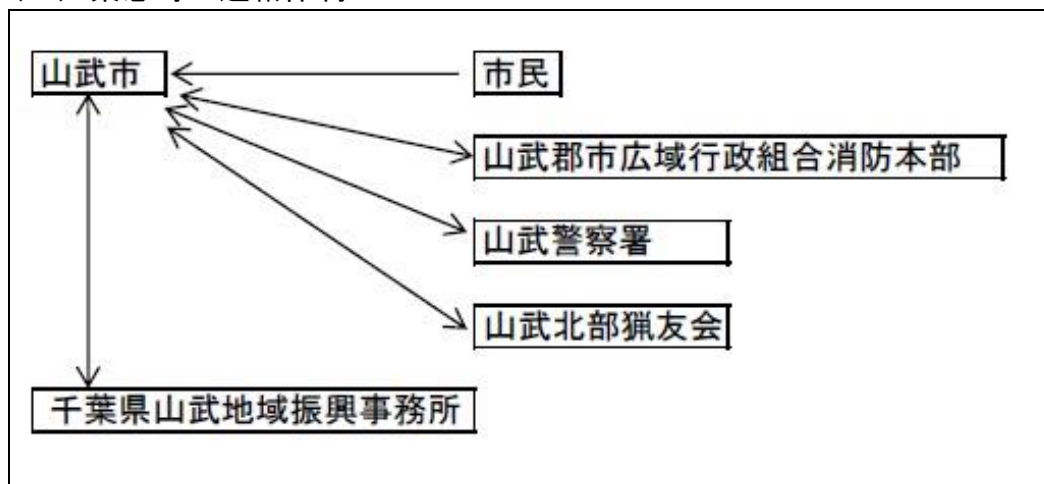 山武市
市民
山武郡市広域行政組合消防本部
山武警察署
山武北部猟友会
千葉県山武地域振興事務所